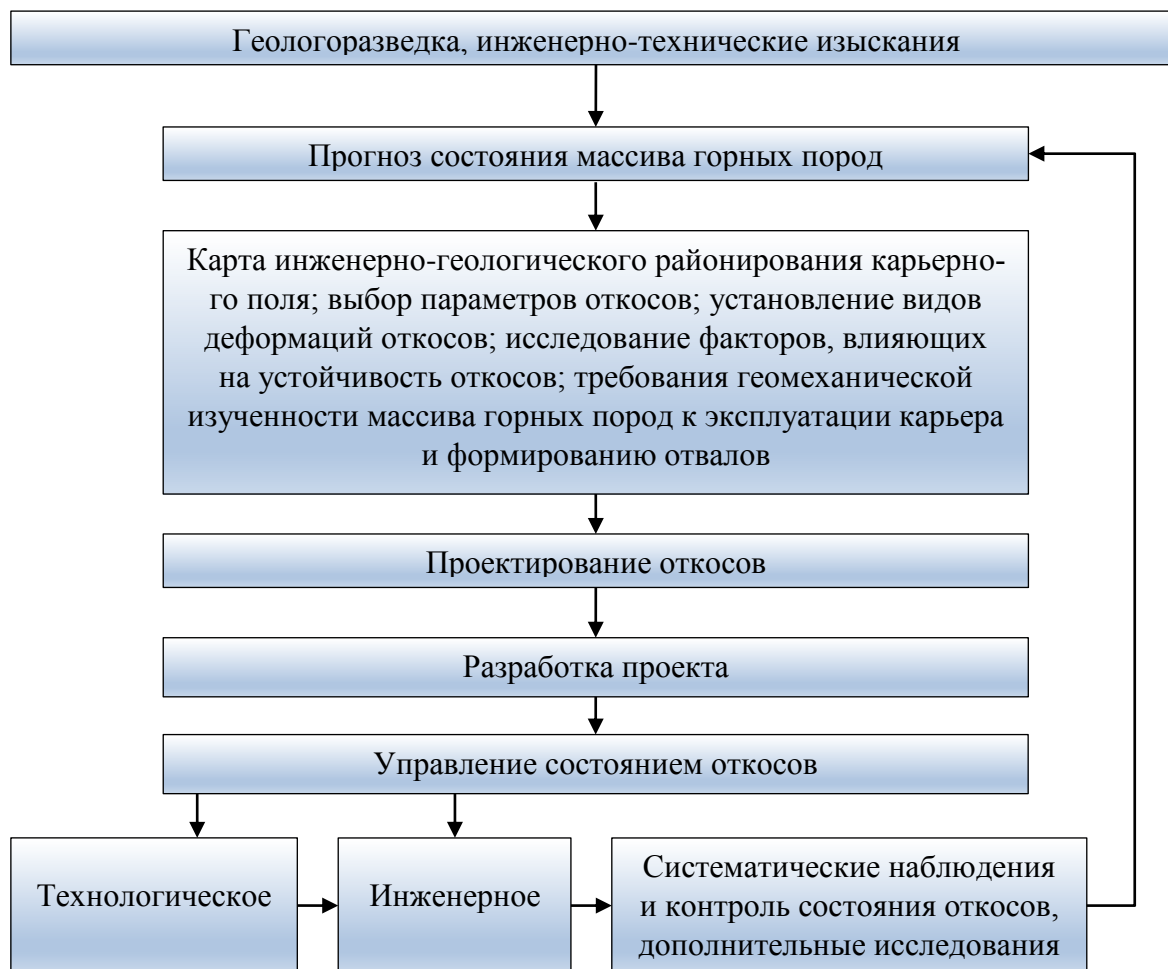 Геологоразведка, инженерно-технические изыскания
Прогноз состояния массива горных пород
Карта инженерно-геологического районирования карьерно-
го поля; выбор параметров откосов; установление видов
деформаций откосов; исследование факторов, влияющих
на устойчивость откосов; требования геомеханической
изученности массива горных пород к эксплуатации карьера
и формированию отвалов
Проектирование откосов
Разработка проекта
Управление состоянием откосов
Технологическое
Инженерное
Систематические наблюдения
и контроль состояния откосов,
дополнительные исследования